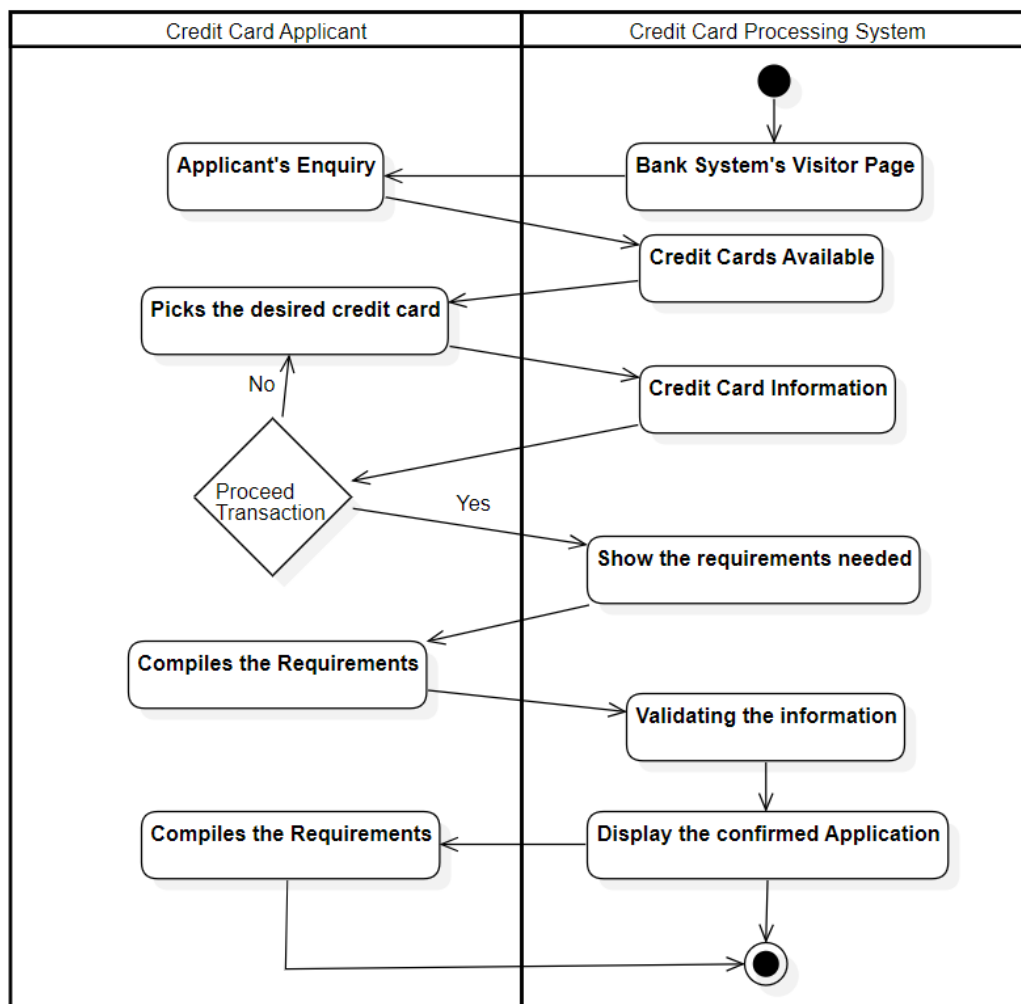 Credit Card Applicant
Credit Card Processing System
Applicant's Enquiry
Bank System's Visitor Page
Credit Cards Available
Picks the desired credit card
No
Credit Card Information
Proceed
Transaction
Yes
Show the requirements needed
Compiles the Requirements
Validating the information
Compiles the Requirements
Display the confirmed Application